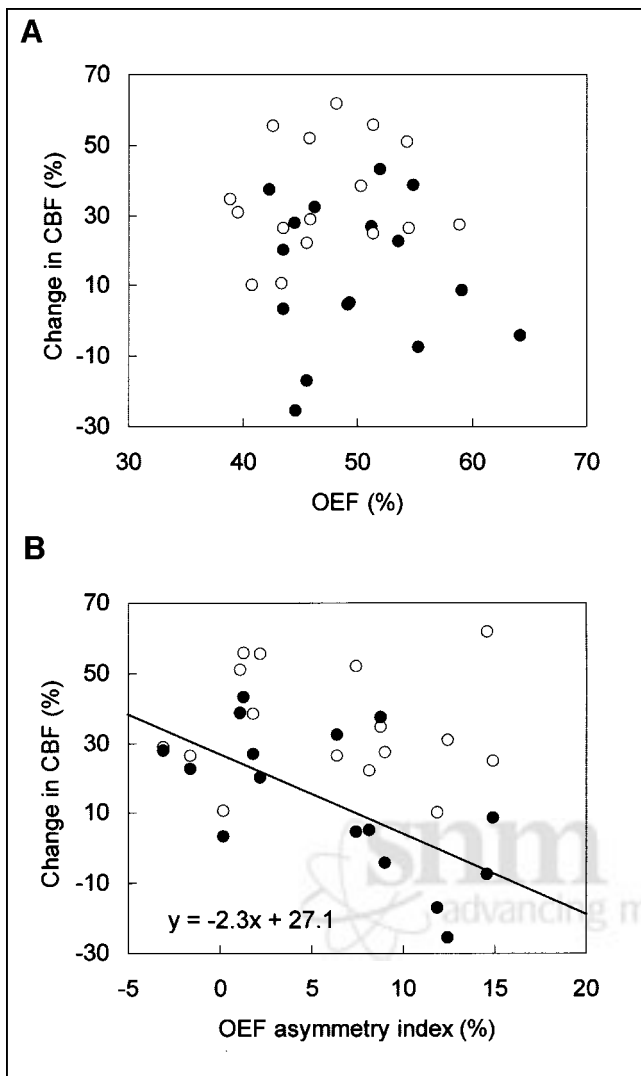 A
70
50
30
10
-10
-30
Change in CBF (%)
30 40 50 60 70
OEF (%)
B
70
50
30
10
-10
-30
Change in CBF (%)
y = -2.3x + 27.1
snm
advancing m
-5 0 5 10 15 20
OEF asymmetry index (%)